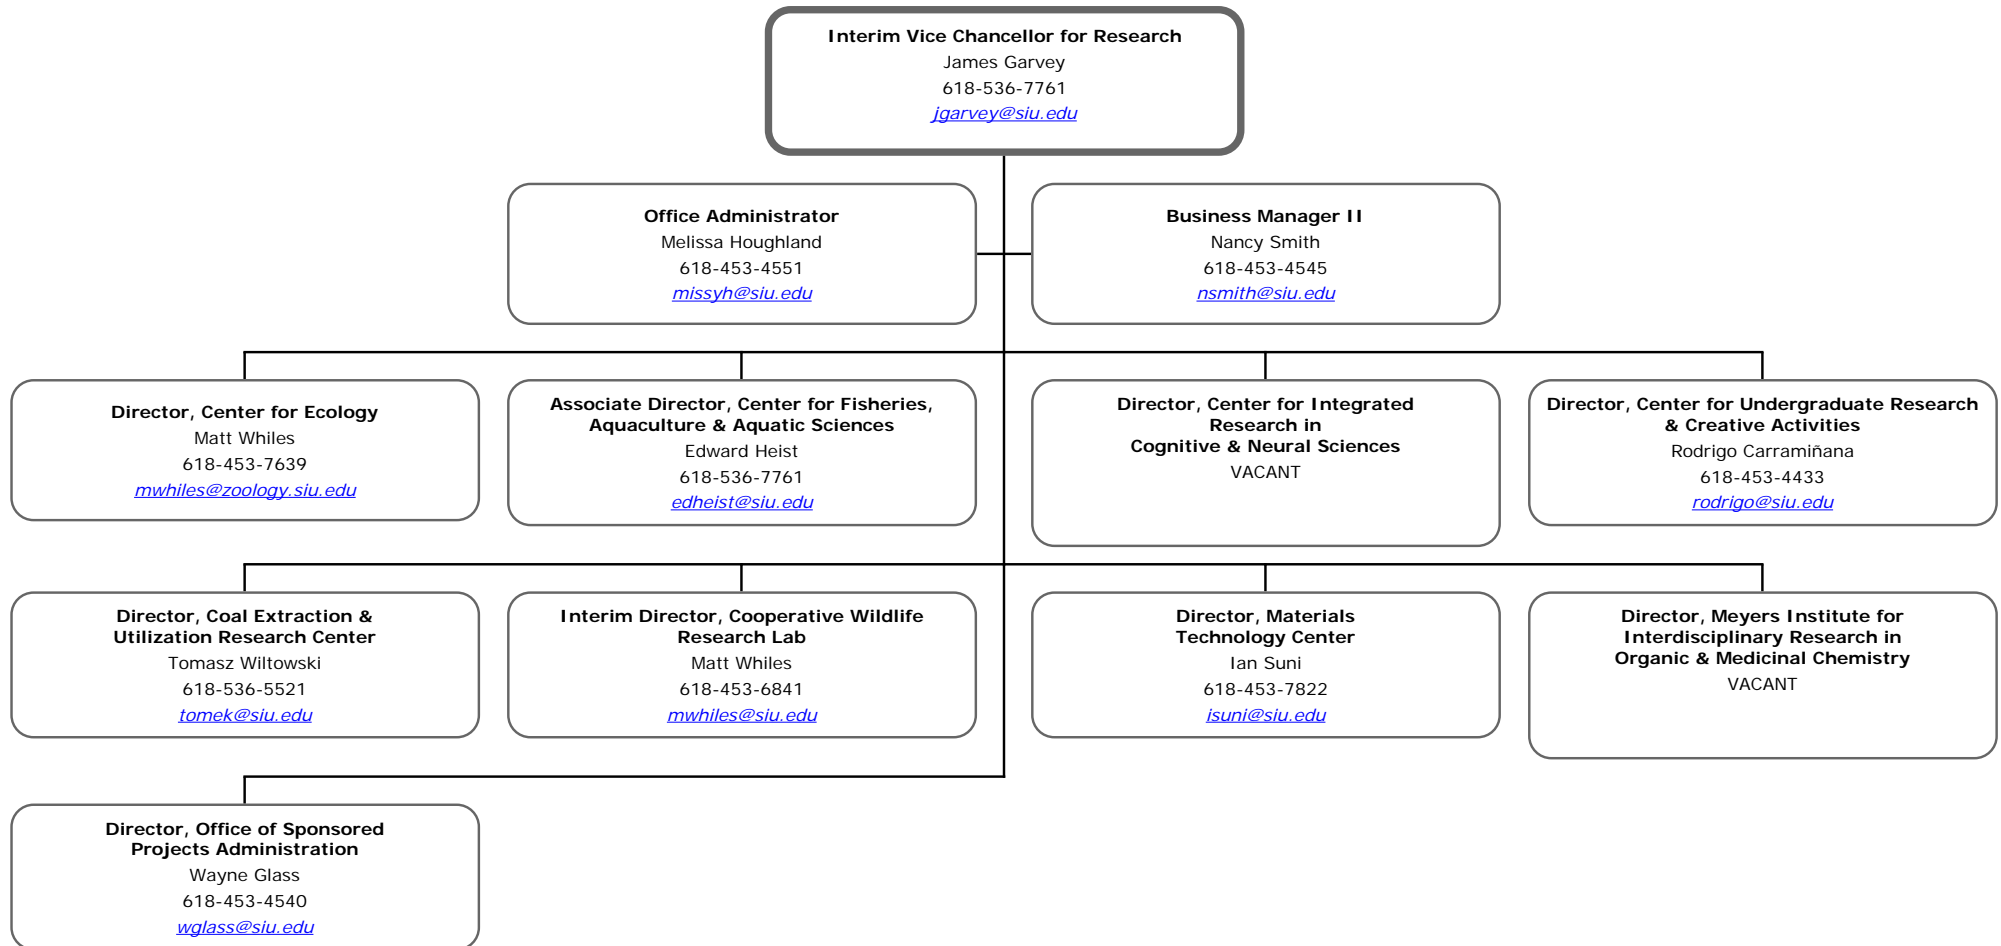 Interim Vice Chancellor for Research
James Garvey
618-536-7761
jgarvey@siu.edu
Office Administrator
Melissa Houghland
618-453-4551
missyh@siu.edu
Business Manager II
Nancy Smith
618-453-4545
nsmith@siu.edu
Director, Center for Ecology
Matt Whiles
618-453-7639
mwhiles@zoology.siu.edu
Associate Director, Center for Fisheries,
Aquaculture & Aquatic Sciences
Edward Heist
618-536-7761
edheist@siu.edu
Director, Center for Integrated
Research in
Cognitive & Neural Sciences
VACANT
Director, Center for Undergraduate Research
& Creative Activities
Rodrigo Carramiñana
618-453-4433
rodrigo@siu.edu
Director, Coal Extraction &
Utilization Research Center
Tomasz Wiltowski
618-536-5521
tomek@siu.edu
Interim Director, Cooperative Wildlife
Research Lab
Matt Whiles
618-453-6841
mwhiles@siu.edu
Director, Materials
Technology Center
Ian Suni
618-453-7822
isuni@siu.edu
Director, Meyers Institute for
Interdisciplinary Research in
Organic & Medicinal Chemistry
VACANT
Director, Office of Sponsored
Projects Administration
Wayne Glass
618-453-4540
wglass@siu.edu